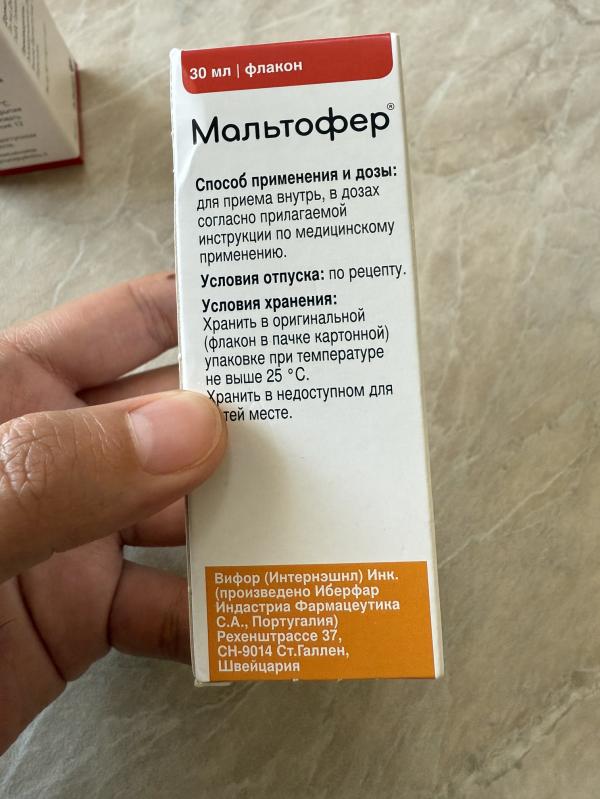 30 мл | флакон
Мальтофер®
Способ применения и дозы:
для приема внутрь, в дозах
согласно прилагаемой
инструкции по медицинскому
применению.
Условия отпуска: по рецепту.
Условия хранения:
Хранить в оригинальной
(флакон в пачке картонной)
упаковке при температуре
не выше 25 °C.
Хранить в недоступном для
тей месте.
Вифор (Интернэшнл) Инк.
(произведено Иберфар
Индастриа Фармацеутика
С.А., Португалия)
Рехенштрассе 37,
CH-9014 Ст.Галлен,
Швейцария